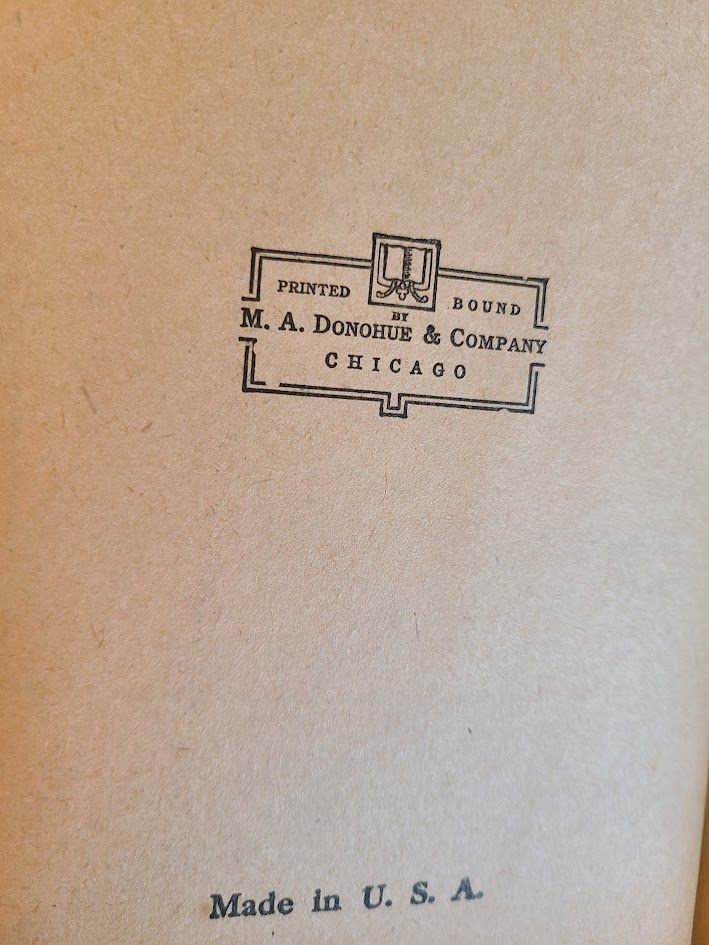 PRINTED BOUND
BY
M. A. DONOHUE & COMPANY
CHICAGO
Made in U. S. A.